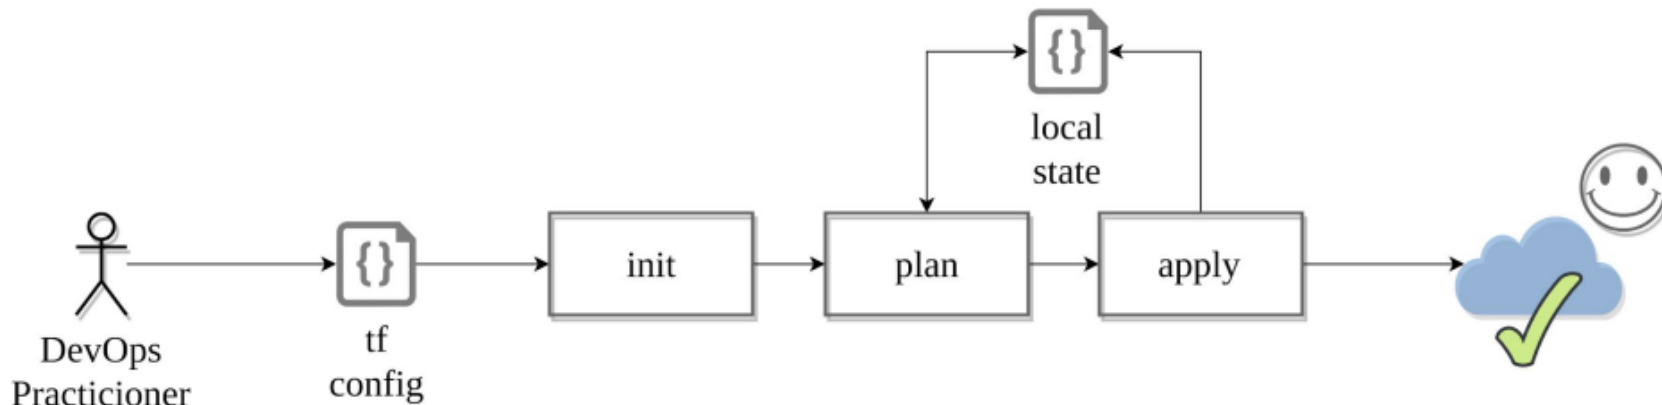 {}
local
state
{}
init
plan
apply
DevOps
Practicioner
tf
config